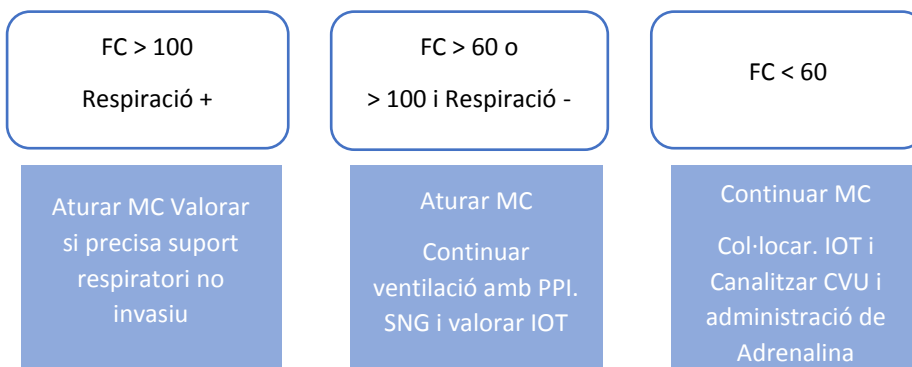 FC > 100
Respiració +
FC > 60 o
> 100 i Respiració -
FC < 60
Aturar MC Valorar
si precisa suport
respiratori no
invasiu
Aturar MC
Continuar
ventilació amb PPI.
SNG i valorar IOT
Continuar MC
Col·locar. IOT i
Canalitzar CVU i
administració de
Adrenalina